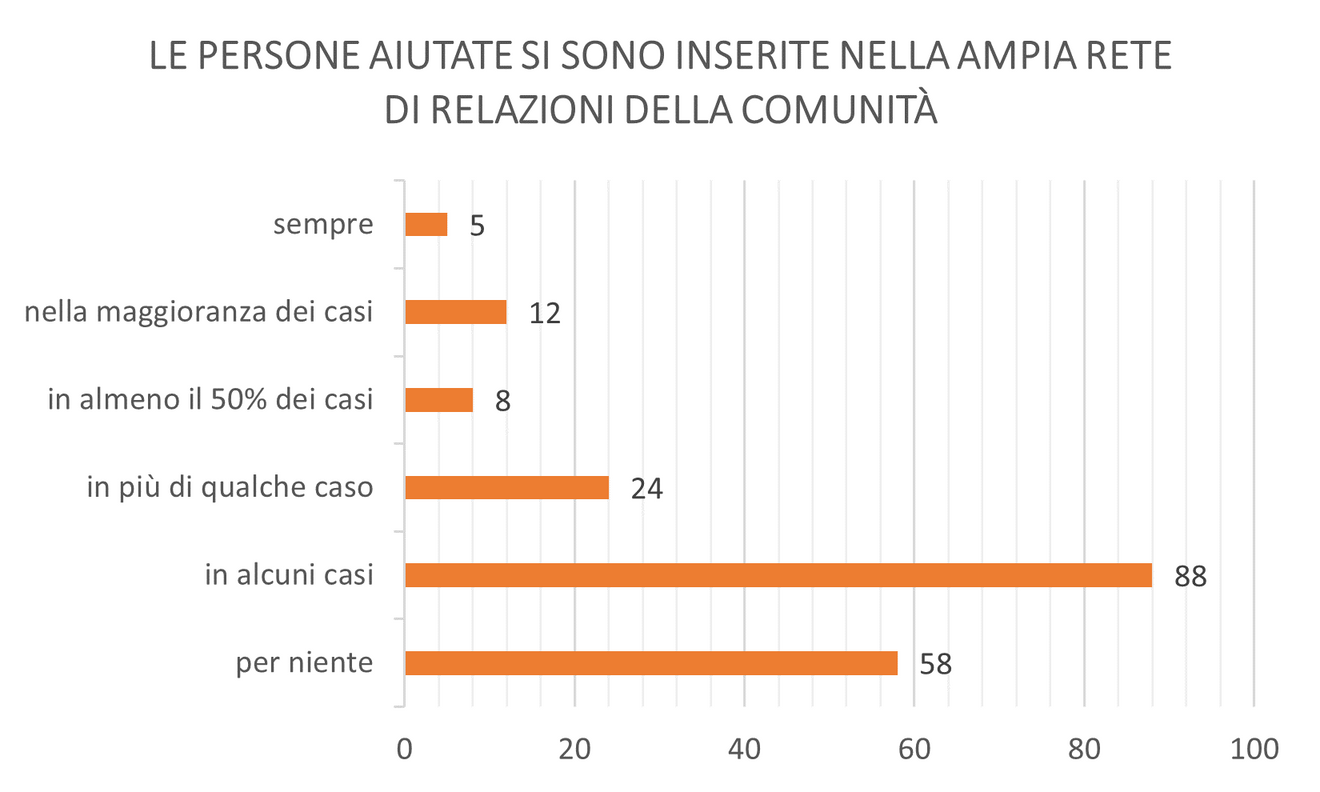 LE PERSONE AIUTATE SI SONO INSERITE NELLA AMPIA RETE
DI RELAZIONI DELLA COMUNITÀ
sempre 5
nella maggioranza dei casi 12
in almeno il 50% dei casi 8
in più di qualche caso 24
in alcuni casi 88
per niente 58
0 20 40 60 80 100